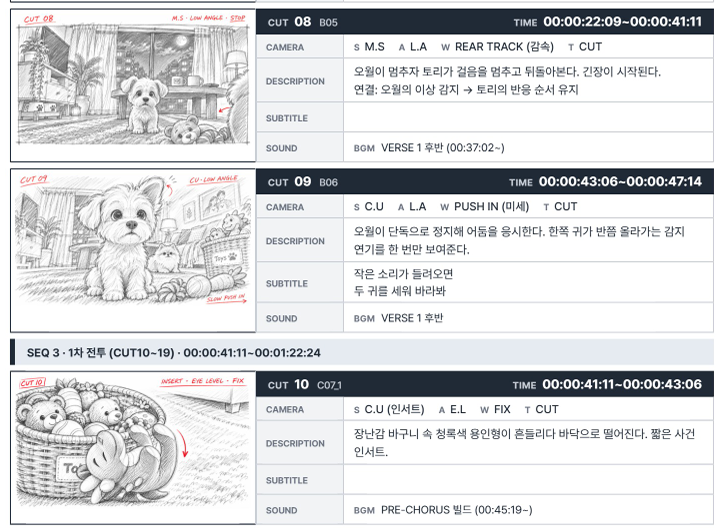 CUT 08
M.S · LOW ANGLE · STOP
CUT 08 B05 TIME 00:00:22:09~00:00:41:11
CAMERA S M.S A L.A W REAR TRACK (감속) T CUT
DESCRIPTION 오월이 멈추자 토리가 걸음을 멈추고 뒤돌아본다. 긴장이 시작된다.
연결: 오월의 이상 감지 → 토리의 반응 순서 유지
SUBTITLE
SOUND BGM VERSE 1 후반 (00:37:02~)
CUT 09
CU · LOW ANGLE
Toys
SLOW PUSH IN
CUT 09 B06 TIME 00:00:43:06~00:00:47:14
CAMERA S C.U A L.A W PUSH IN (미세) T CUT
DESCRIPTION 오월이 단독으로 정지해 어둠을 응시한다. 한쪽 귀가 반쯤 올라가는 감지
연기를 한 번만 보여준다.
SUBTITLE 작은 소리가 들려오면
두 귀를 세워 바라봐
SOUND BGM VERSE 1 후반
SEQ 3 · 1차 전투 (CUT10~19) · 00:00:41:11~00:01:22:24
CUT 10
INSERT · EYE LEVEL · FIX
To
CUT 10 C07_1 TIME 00:00:41:11~00:00:43:06
CAMERA S C.U (인서트) A E.L W FIX T CUT
DESCRIPTION 장난감 바구니 속 청록색 용인형이 흔들리다 바닥으로 떨어진다. 짧은 사건
인서트.
SUBTITLE
SOUND BGM PRE-CHORUS 빌드 (00:45:19~)